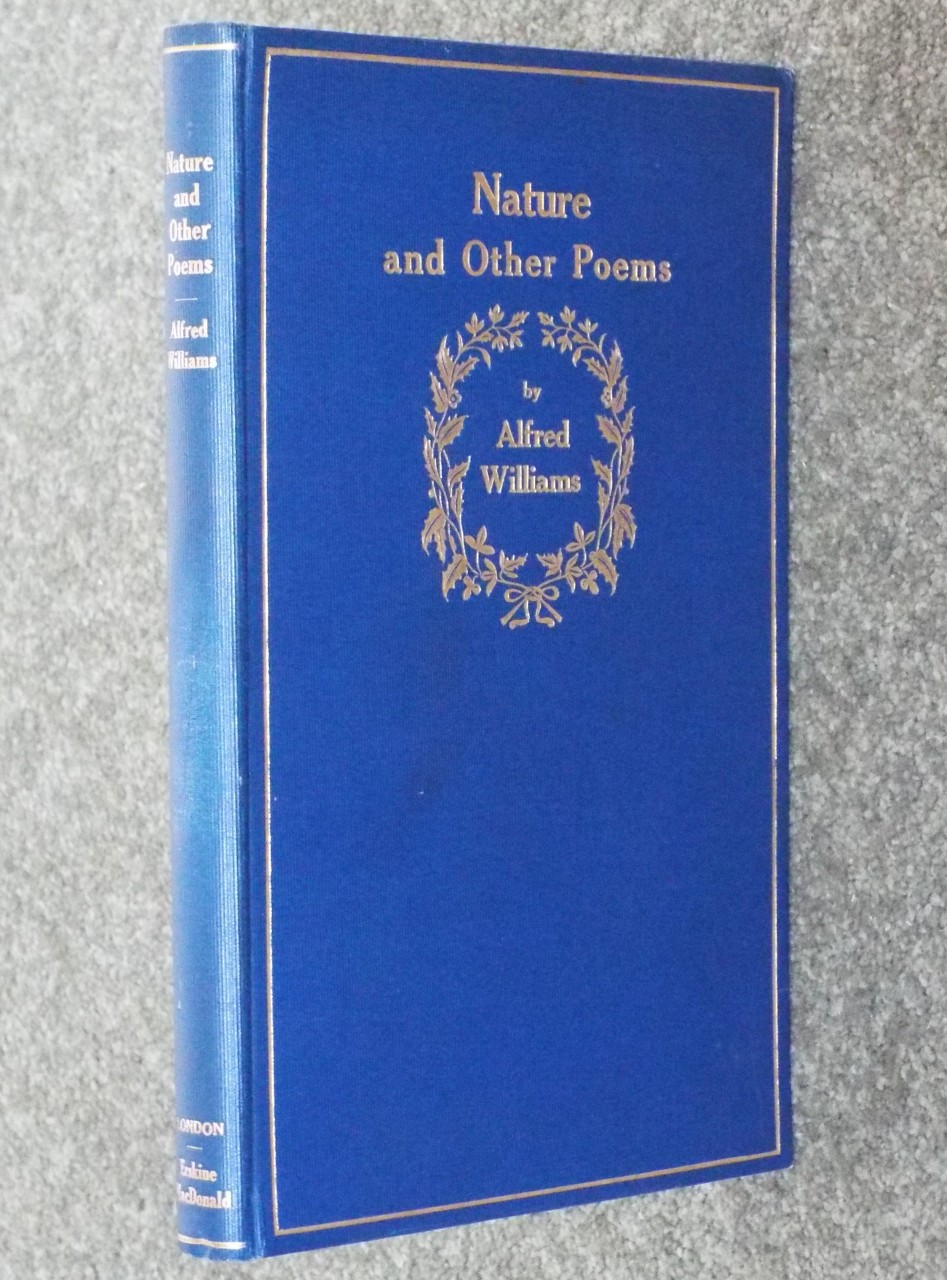 Nature
and
Other
Poems
Alfred
Williams
LONDON
Erskine
MacDonald
Nature
and Other Poems
by
Alfred
Williams